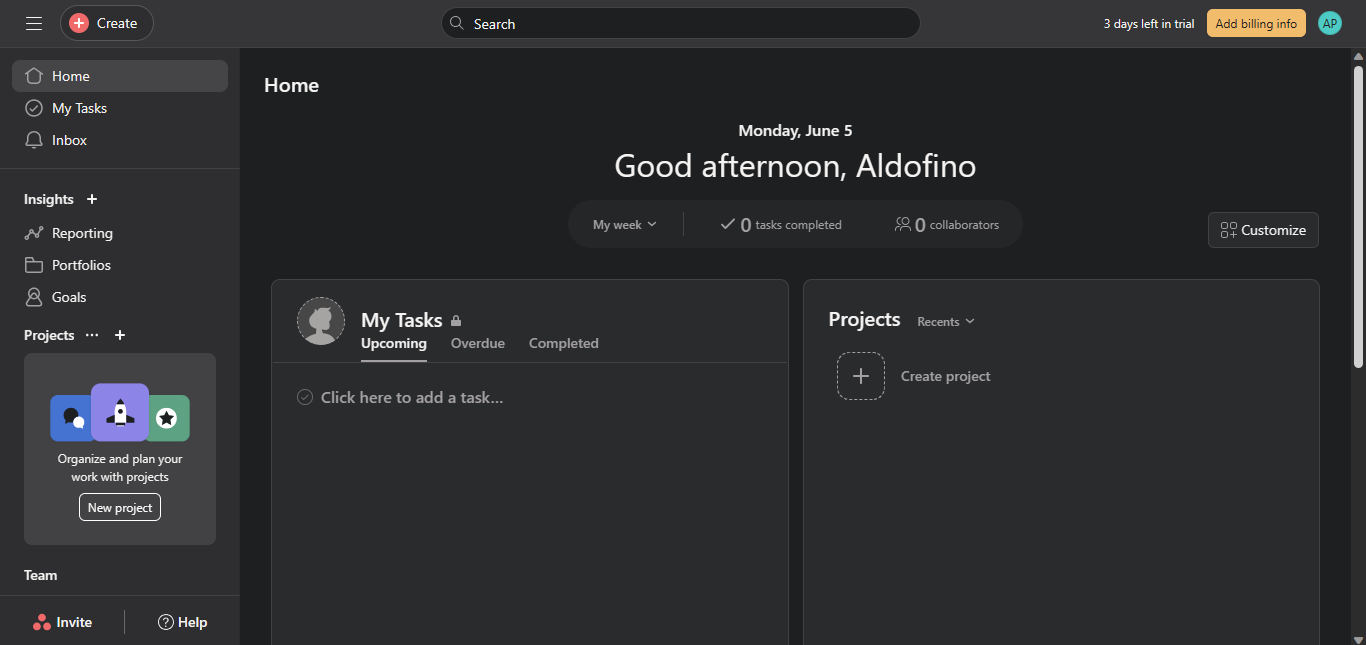 Create
Search
3 days left in trial
Add billing info
AP
Home
My Tasks
Inbox
Insights
Reporting
Portfolios
Goals
Projects
Organize and plan your
work with projects
New project
Team
Invite
Help
Home
Monday, June 5
Good afternoon, Aldofino
My week
0 tasks completed
0 collaborators
Customize
My Tasks
Upcoming Overdue Completed
Click here to add a task...
Projects Recents
Create project